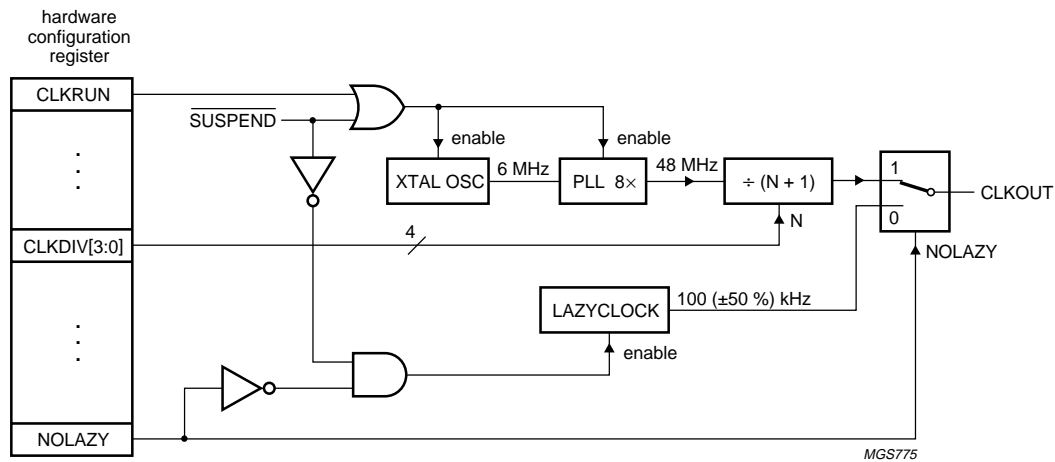 hardware
configuration
register
CLKRUN
SUSPEND
enable
enable
XTAL OSC
6 MHz
PLL 8×
48 MHz
÷ (N + 1)
1
0
CLKOUT
CLKDIV[3:0]
4
N
NOLAZY
LAZYCLOCK
100 (±50 %) kHz
enable
NOLAZY
MGS775